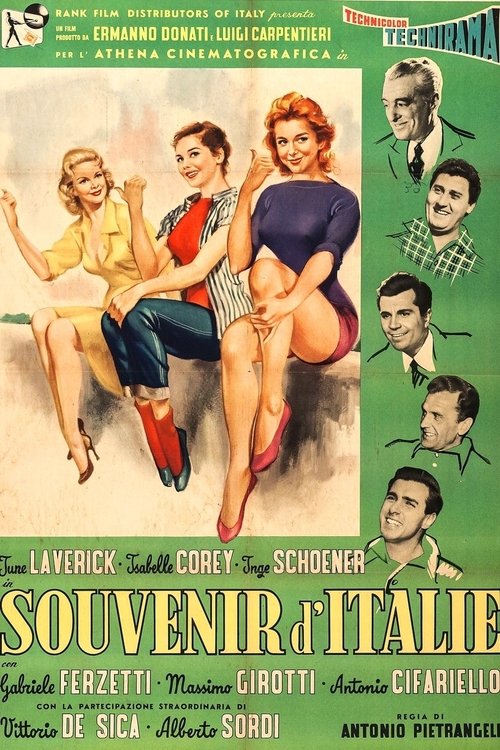 RANK FILM DISTRIBUTORS OF ITALY presenta
UN FILM PRODOTTO DA ERMANNO DONATI E LUIGI CARPENTIERI
PER L' ATHENA CINEMATOGRAFICA in
TECHNICOLOR
TECHNIRAMA
June LAVERICK · Isabelle COREY · Inge SCHOENER
in
SOUVENIR d'ITALIE
con
Gabriele FERZETTI · Massimo GIROTTI · Antonio CIFARIELLO
CON LA PARTECIPAZIONE STRAORDINARIA DI
Vittorio DE SICA · Alberto SORDI
REGIA DI
ANTONIO PIETRANGELI